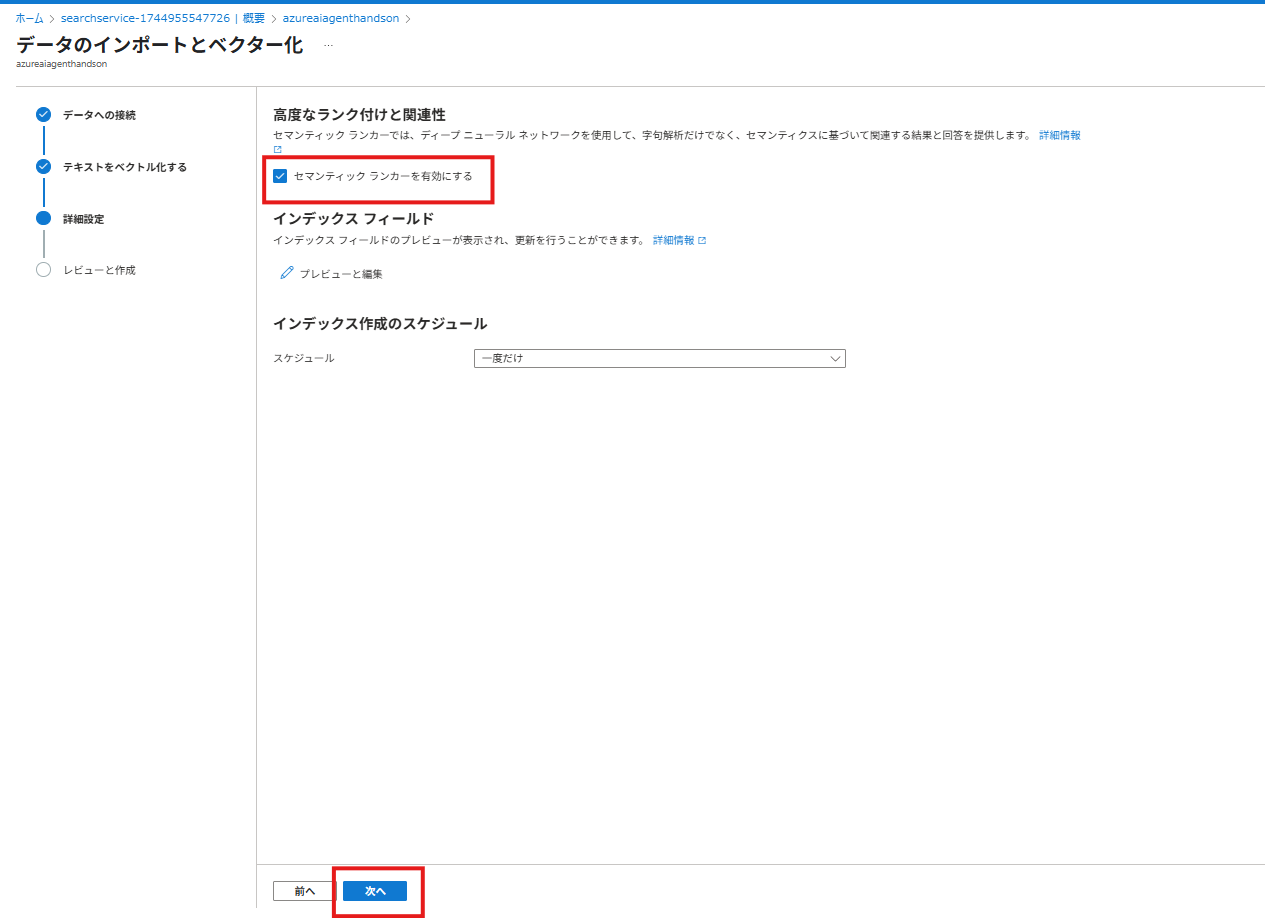 ホーム > searchservice-1744955547726 | 概要 > azureaiagenthandson >
データのインポートとベクター化 ...
azureaiagenthandson
データへの接続
テキストをベクトル化する
詳細設定
レビューと作成
高度なランク付けと関連性
セマンティック ランカーでは、ディープ ニューラル ネットワークを使用して、字句解析だけでなく、セマンティクスに基づいて関連する結果と回答を提供します。 詳細情報
セマンティック ランカーを有効にする
インデックス フィールド
インデックス フィールドのプレビューが表示され、更新を行うことができます。 詳細情報
プレビューと編集
インデックス作成のスケジュール
スケジュール 一度だけ
前へ 次へ